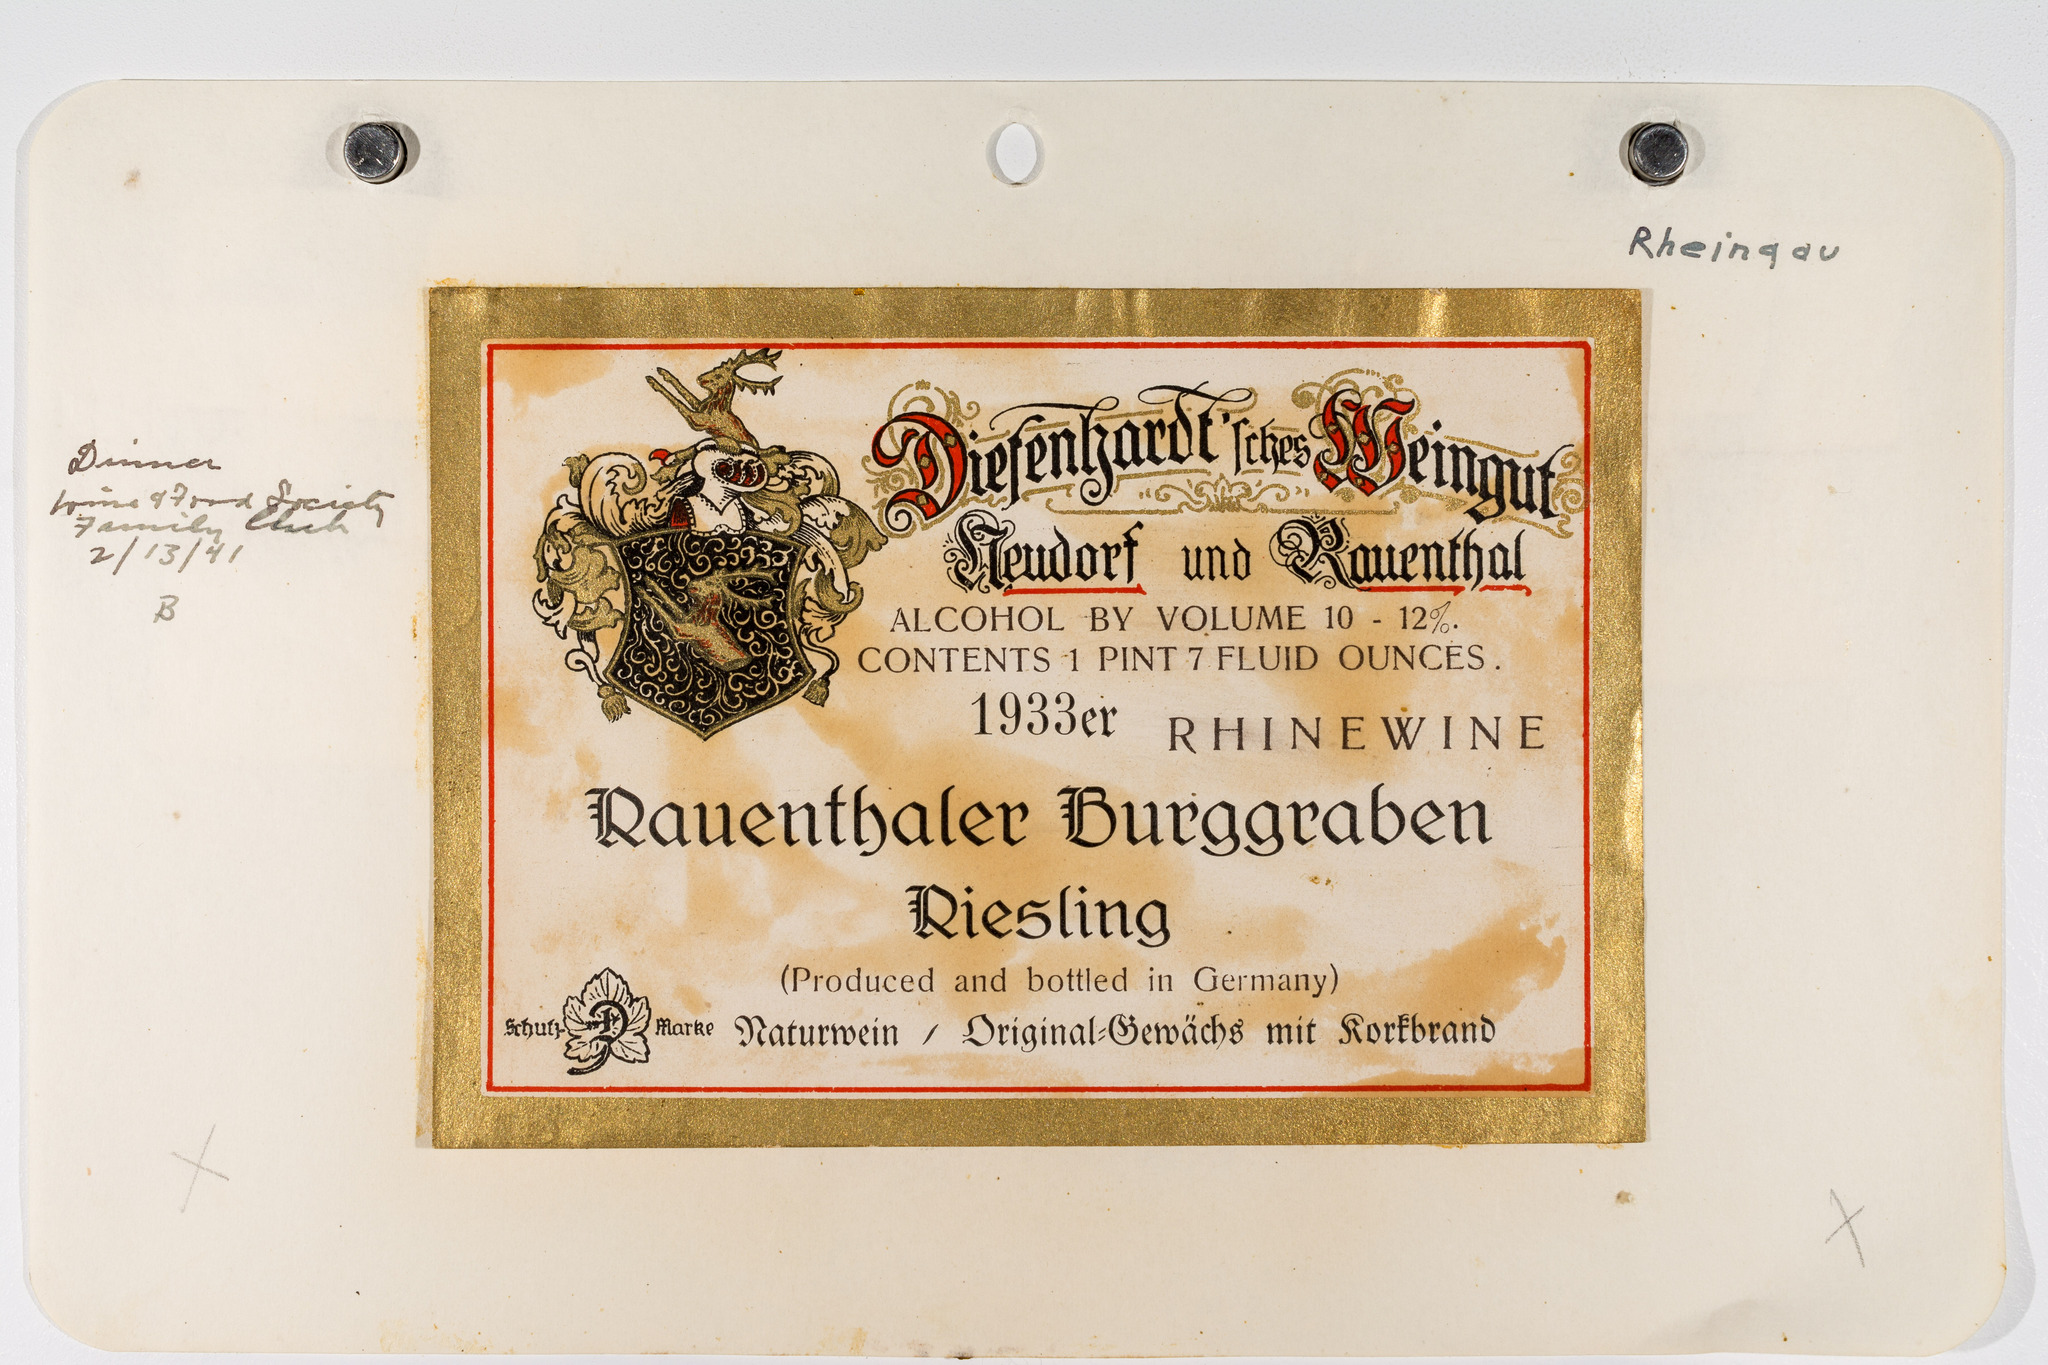 Rheingau
Dinner
Wine & Food Society
Family Club
2/13/41
B
Diefenhardt'sches Weingut
Neudorf und Rauenthal
ALCOHOL BY VOLUME 10 - 12%.
CONTENTS 1 PINT 7 FLUID OUNCES.
1933er RHINEWINE
Rauenthaler Burggraben
Riesling
(Produced and bottled in Germany)
Schutz- D Marke Naturwein / Original-Gewächs mit Korkbrand
X X